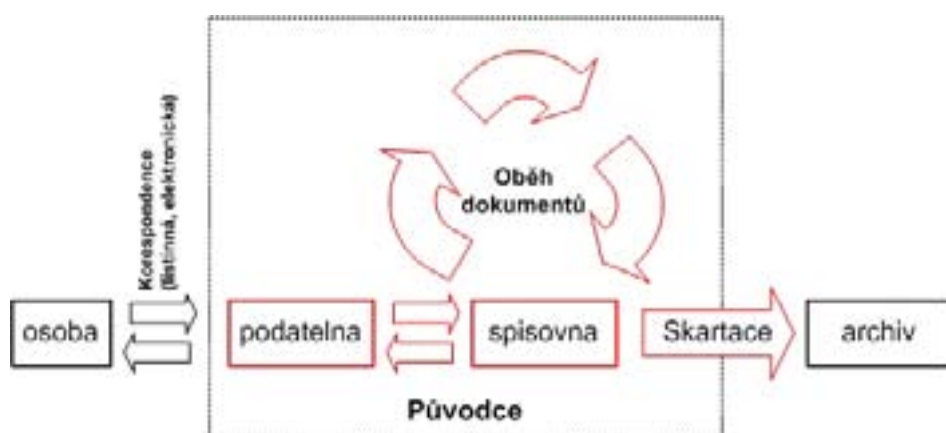 Korespondence
(listinná, elektronická)
Oběh
dokumentů
osoba
podatelna
spisovna
Skartace
archiv
Původce